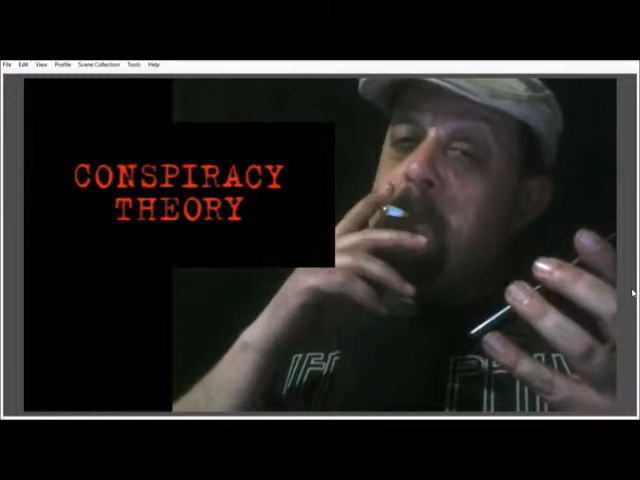 File Edit View Profile Scene Collection Tools Help
CONSPIRACY
THEORY